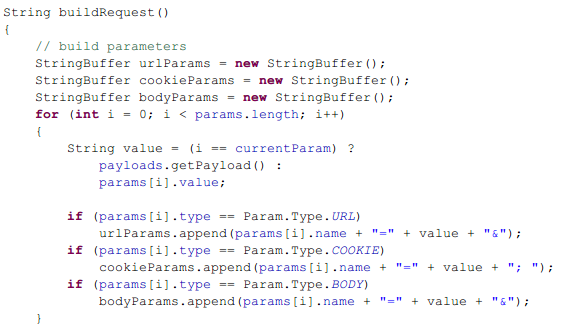 String buildRequest()
{
    // build parameters
    StringBuffer urlParams = new StringBuffer();
    StringBuffer cookieParams = new StringBuffer();
    StringBuffer bodyParams = new StringBuffer();
    for (int i = 0; i < params.length; i++)
    {
        String value = (i == currentParam) ?
            payloads.getPayload() :
            params[i].value;

        if (params[i].type == Param.Type.URL)
            urlParams.append(params[i].name + "=" + value + "&");
        if (params[i].type == Param.Type.COOKIE)
            cookieParams.append(params[i].name + "=" + value + "; ");
        if (params[i].type == Param.Type.BODY)
            bodyParams.append(params[i].name + "=" + value + "&");
    }